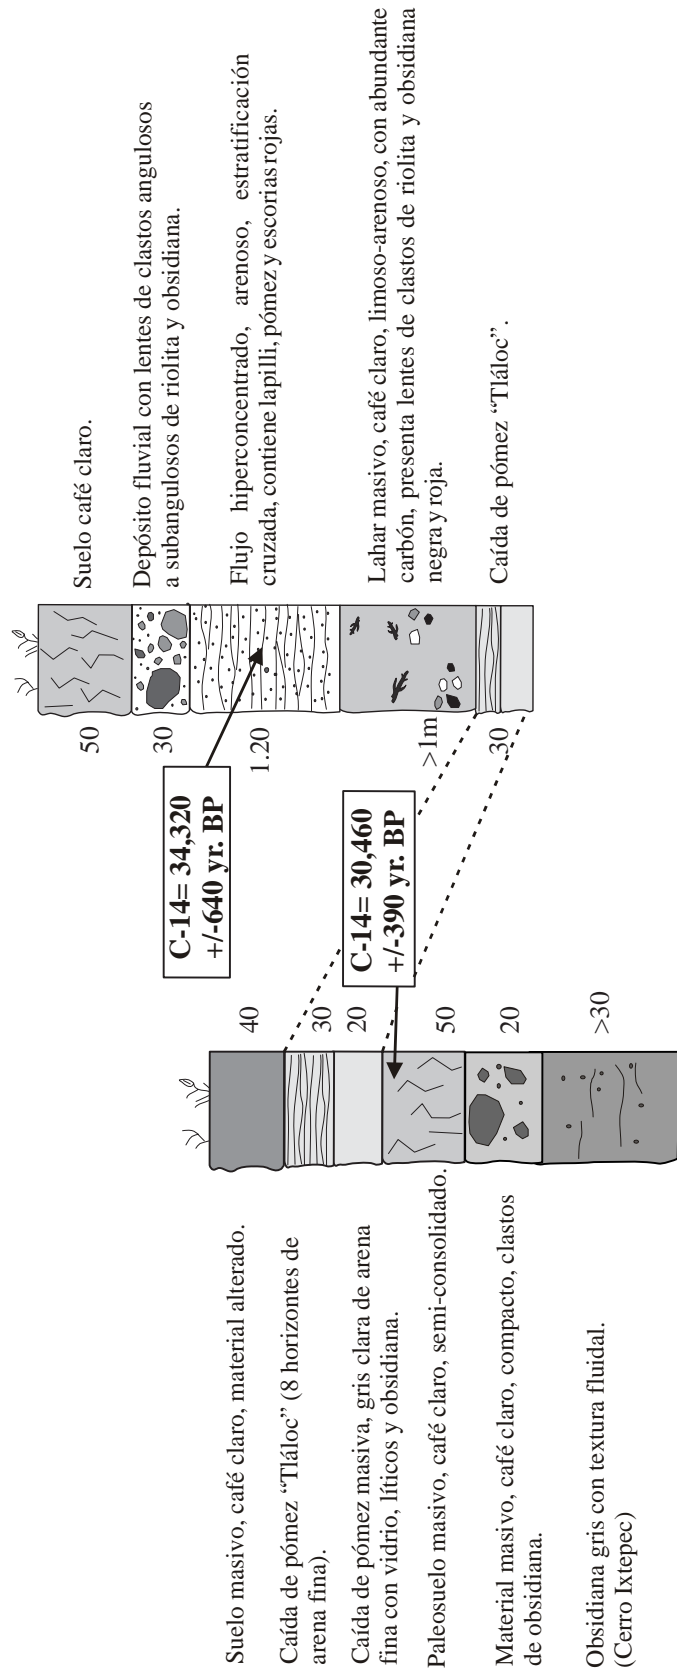 Suelo masivo, café claro, material alterado.
Caída de pómez “Tláloc” (8 horizontes de
arena fina).
Caída de pómez masiva, gris clara de arena
fina con vidrio, líticos y obsidiana.
Paleosuelo masivo, café claro, semi-consolidado.
Material masivo, café claro, compacto, clastos
de obsidiana.
Obsidiana gris con textura fluidal.
(Cerro Ixtepec)
40
30
20
50
20
>30
C-14= 34,320
+/-640 yr. BP
C-14= 30,460
+/-390 yr. BP
50
30
1.20
>1m
30
Suelo café claro.
Depósito fluvial con lentes de clastos angulosos
a subangulosos de riolita y obsidiana.
Flujo hiperconcentrado, arenoso, estratificación
cruzada, contiene lapilli, pómez y escorias rojas.
Lahar masivo, café claro, limoso-arenoso, con abundante
carbón, presenta lentes de clastos de riolita y obsidiana
negra y roja.
Caída de pómez “Tláloc”.